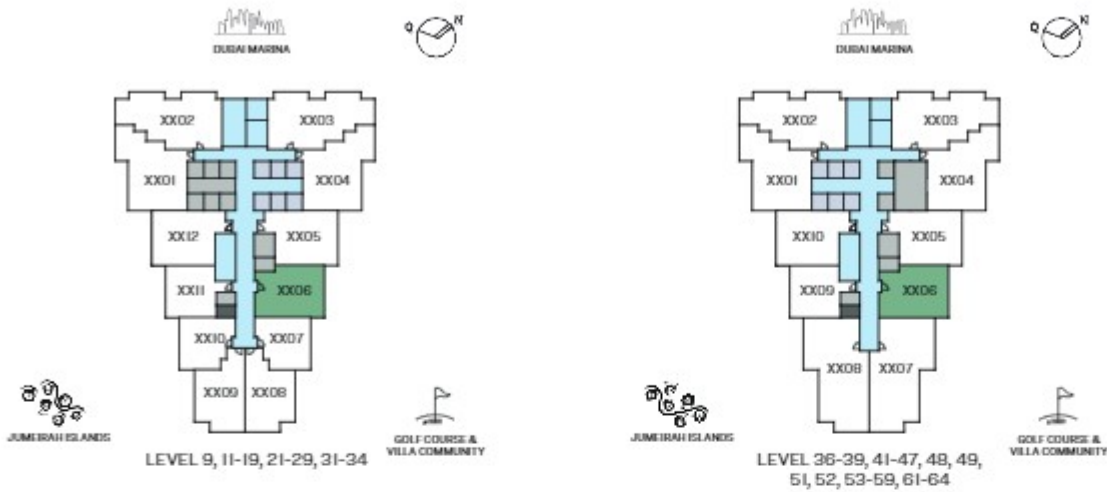 DUBAI MARINA
Q N
XX02 XX03
XX01 XX04
XX12 XX05
XX11 XX06
XX10 XX07
XX09 XX08
JUMEIRAH ISLANDS
GOLF COURSE &
VILLA COMMUNITY
LEVEL 9, 11-19, 21-29, 31-34
DUBAI MARINA
Q N
XX02 XX03
XX01 XX04
XX10 XX05
XX09 XX06
XX08 XX07
JUMEIRAH ISLANDS
GOLF COURSE &
VILLA COMMUNITY
LEVEL 36-39, 41-47, 48, 49,
51, 52, 53-59, 61-64